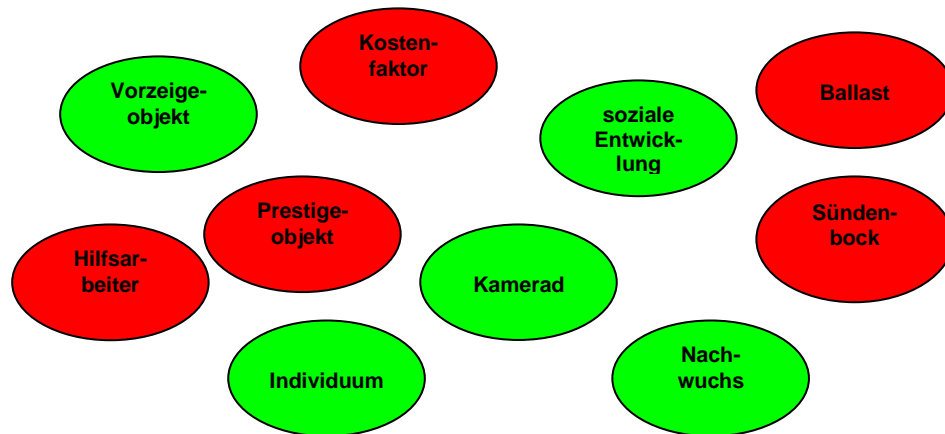 Kosten-
faktor
Vorzeige-
objekt
Ballast
soziale
Entwick-
lung
Prestige-
objekt
Sünden-
bock
Hilfsar-
beiter
Kamerad
Individuum
Nach-
wuchs